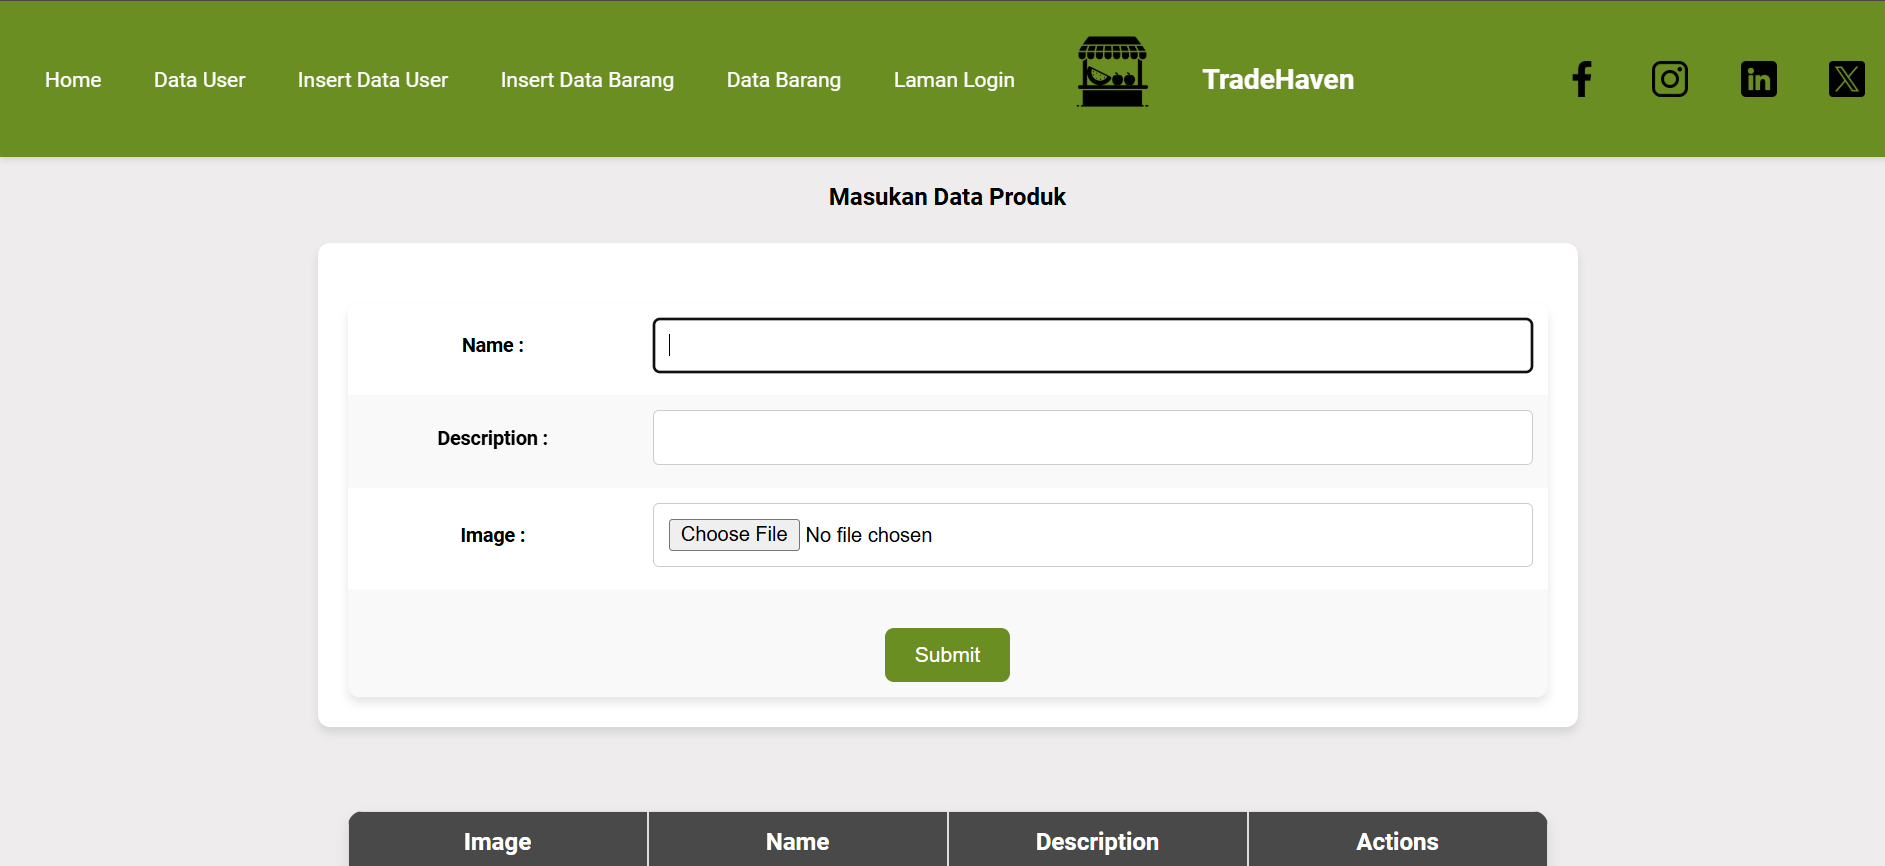 Home Data User Insert Data User Insert Data Barang Data Barang Laman Login TradeHaven
Masukan Data Produk
Name :
Description :
Image : Choose File No file chosen
Submit
Image Name Description Actions